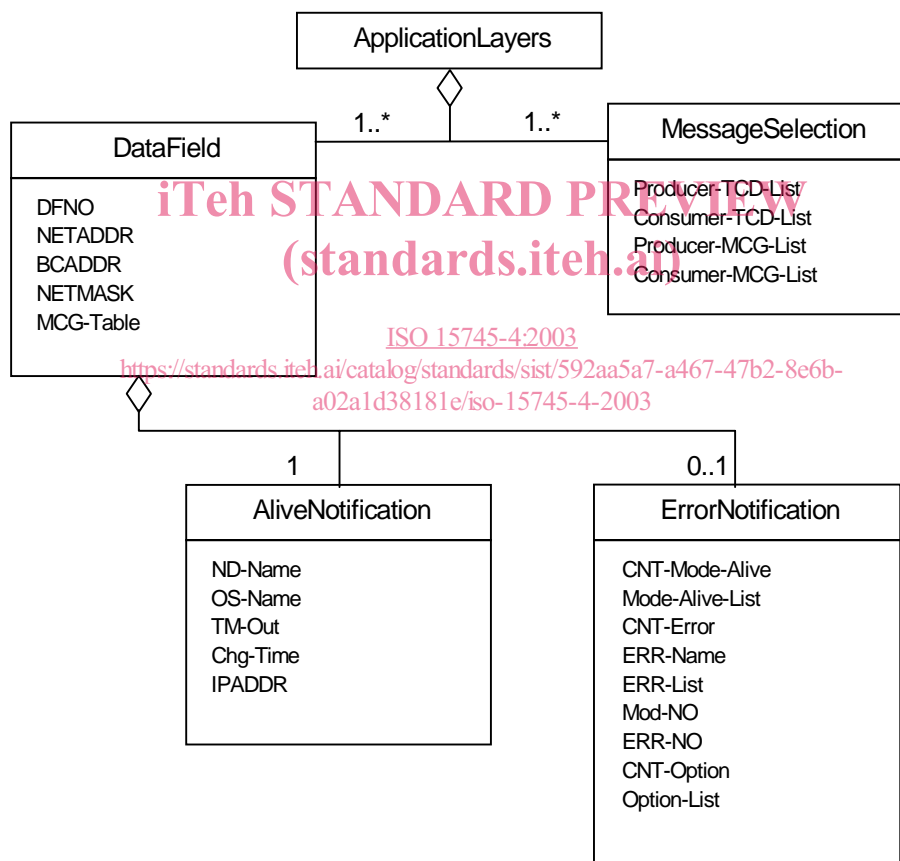 ApplicationLayers
1..*
1..*
DataField
DFNO
NETADDR
BCADDR
NETMASK
MCG-Table
MessageSelection
Producer-TCD-List
Consumer-TCD-List
Producer-MCG-List
Consumer-MCG-List
iTeh STANDARD PREVIEW
(standards.iteh.ai)
ISO 15745-4:2003
https://standards.iteh.ai/catalog/standards/sist/592aa5a7-a467-47b2-8e6b-
a02a1d38181e/iso-15745-4-2003
1
0..1
AliveNotification
ND-Name
OS-Name
TM-Out
Chg-Time
IPADDR
ErrorNotification
CNT-Mode-Alive
Mode-Alive-List
CNT-Error
ERR-Name
ERR-List
Mod-NO
ERR-NO
CNT-Option
Option-List